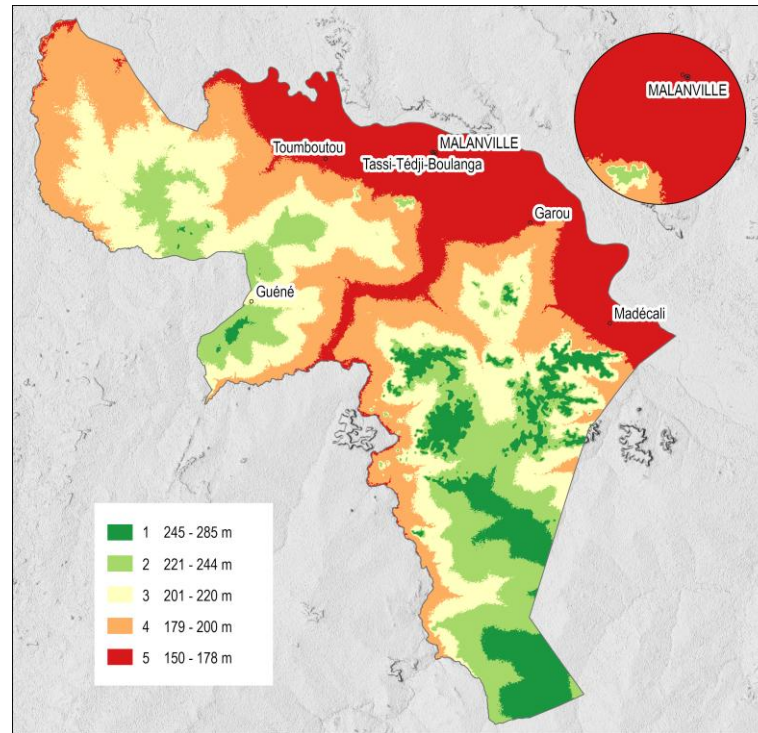 MALANVILLE
MALANVILLE
Toumboutou
Tassi-Tédji-Boulanga
Garou
Guéné
Madécali
1 245 - 285 m
2 221 - 244 m
3 201 - 220 m
4 179 - 200 m
5 150 - 178 m